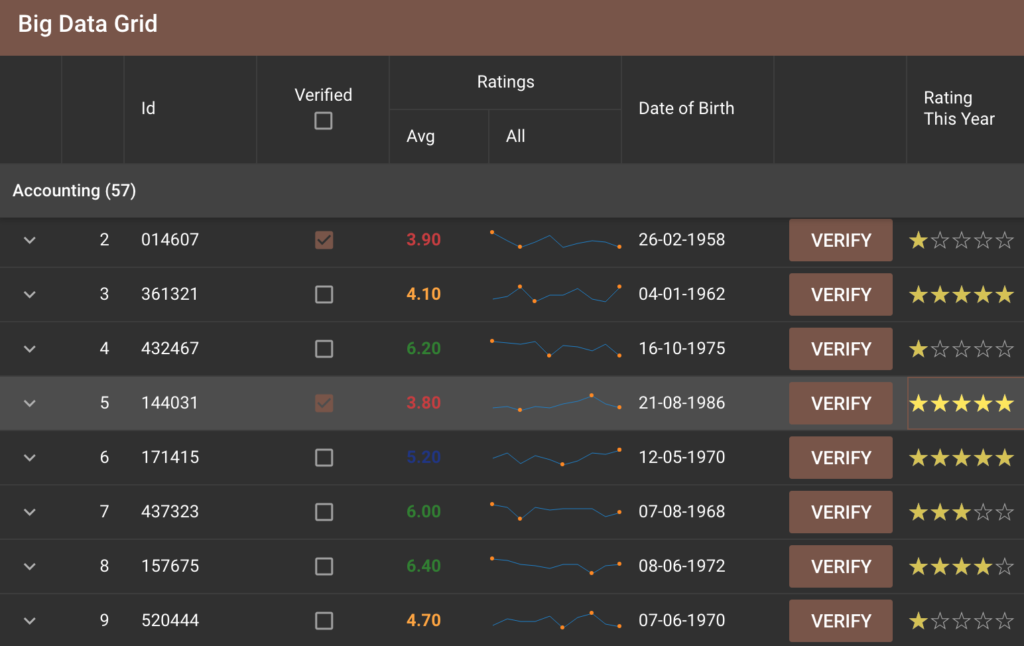 Big Data Grid
Id
Verified
Ratings
Avg
All
Date of Birth
Rating
This Year
Accounting (57)
2 014607 3.90 26-02-1958 VERIFY
3 361321 4.10 04-01-1962 VERIFY
4 432467 6.20 16-10-1975 VERIFY
5 144031 3.80 21-08-1986 VERIFY
6 171415 5.20 12-05-1970 VERIFY
7 437323 6.00 07-08-1968 VERIFY
8 157675 6.40 08-06-1972 VERIFY
9 520444 4.70 07-06-1970 VERIFY